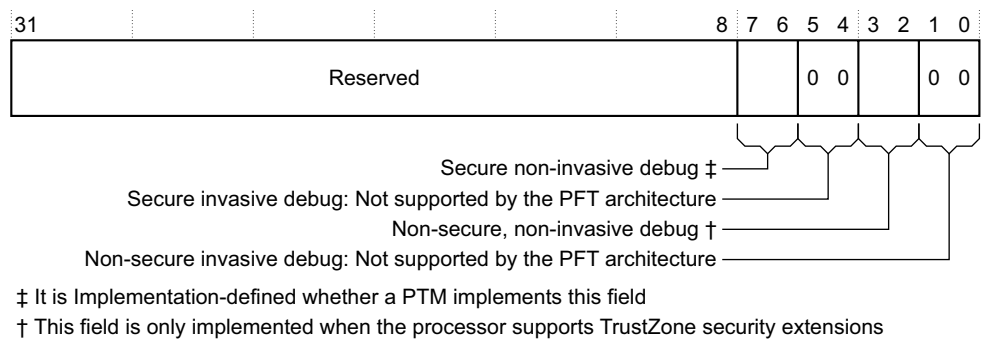 31 8 7 6 5 4 3 2 1 0
Reserved 0 0 0 0
Secure non-invasive debug ‡
Secure invasive debug: Not supported by the PFT architecture
Non-secure, non-invasive debug †
Non-secure invasive debug: Not supported by the PFT architecture
‡ It is Implementation-defined whether a PTM implements this field
† This field is only implemented when the processor supports TrustZone security extensions